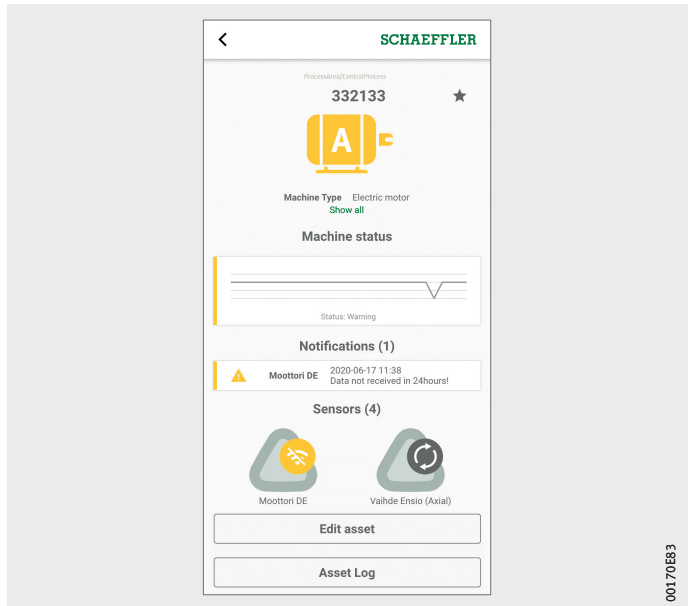 SCHAEFFLER
ProcessArea/CentralProcess
332133
A
Machine Type Electric motor
Show all
Machine status
Status: Warning
Notifications (1)
Moottori DE
2020-06-17 11:38
Data not received in 24hours!
Sensors (4)
Moottori DE
Vaihde Ensio (Axial)
Edit asset
Asset Log
00170E83